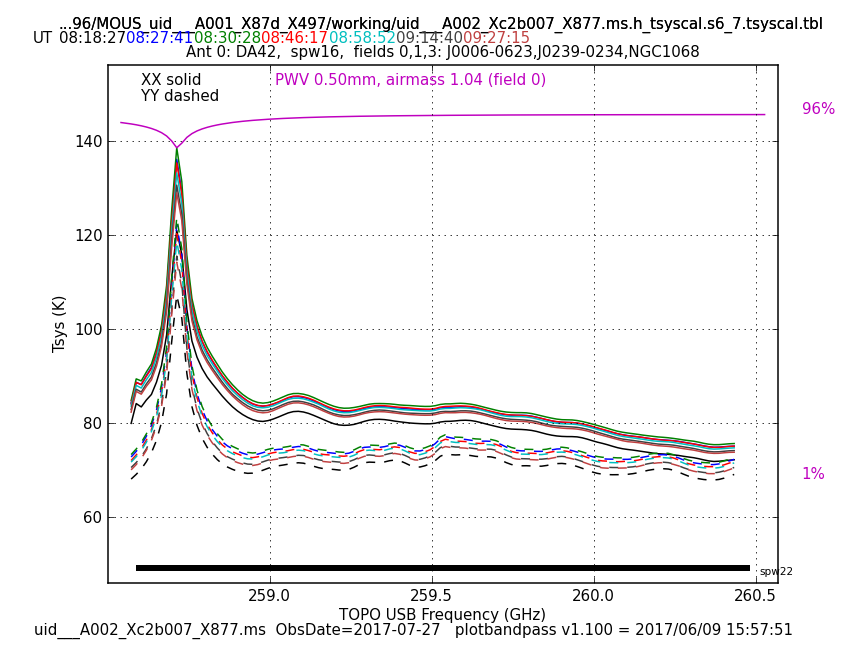 ...96/MOUS_uid___A001_X87d_X497/working/uid___A002_Xc2b007_X877.ms.h_tsyscal.s6_7.tsyscal.tbl
UT 08:18:27 08:27:41 08:30:28 08:46:17 08:58:52 09:14:40 09:27:15
Ant 0: DA42, spw16, fields 0,1,3: J0006-0623,J0239-0234,NGC1068
XX solid
PWV 0.50mm, airmass 1.04 (field 0)
YY dashed
96%
140
120
100
80
60
Tsys (K)
1%
spw22
259.0 259.5 260.0 260.5
TOPO USB Frequency (GHz)
uid___A002_Xc2b007_X877.ms ObsDate=2017-07-27 plotbandpass v1.100 = 2017/06/09 15:57:51